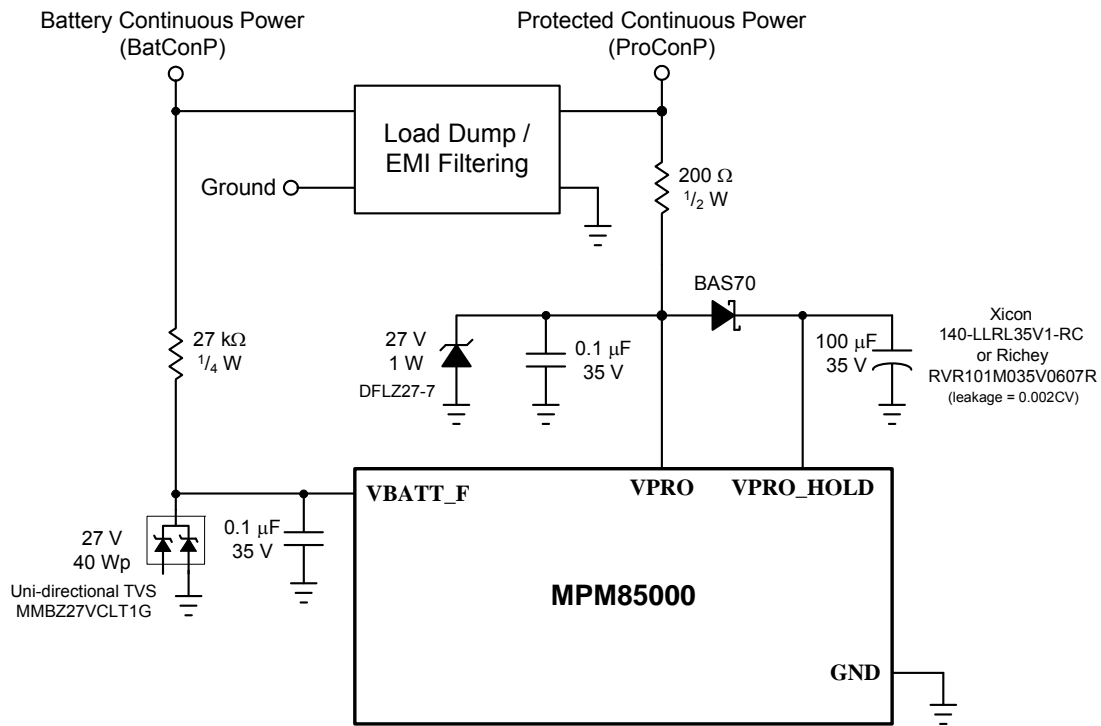 Battery Continuous Power
(BatConP)
Protected Continuous Power
(ProConP)
Load Dump /
EMI Filtering
Ground
200 Ω
1/2 W
BAS70
27 kΩ
1/4 W
27 V
1 W
DFLZ27-7
0.1 μF
35 V
100 μF
35 V
Xicon
140-LLRL35V1-RC
or Richey
RVR101M035V0607R
(leakage = 0.002CV)
VBATT_F
VPRO
VPRO_HOLD
27 V
40 Wp
Uni-directional TVS
MMBZ27VCLT1G
0.1 μF
35 V
MPM85000
GND